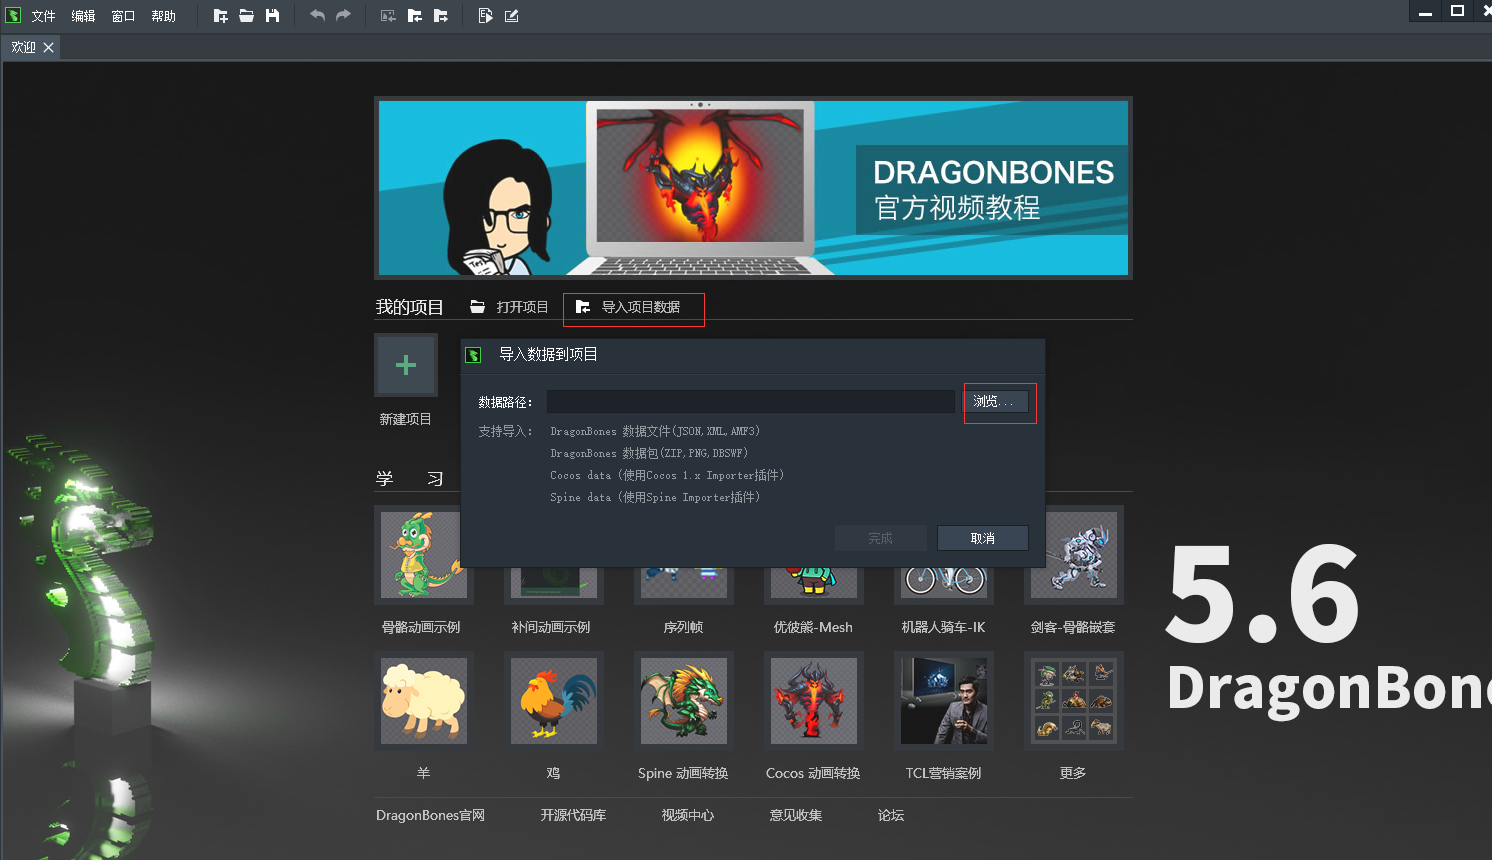 文件 编辑 窗口 帮助
欢迎
DRAGONBONES
官方视频教程
我的项目 打开项目 导入项目数据
新建项目
导入数据到项目
数据路径: 浏览...
支持导入: DragonBones 数据文件(JSON,XML,AMF3)
DragonBones 数据包(ZIP,PNG,DBSWF)
Cocos data (使用Cocos 1.x Importer插件)
Spine data (使用Spine Importer插件)
完成 取消
学 习
骨骼动画示例 补间动画示例 序列帧 优彼熊-Mesh 机器人骑车-IK 剑客-骨骼嵌套
羊 鸡 Spine 动画转换 Cocos 动画转换 TCL营销案例 更多
DragonBones官网 开源代码库 视频中心 意见收集 论坛
5.6
DragonBon